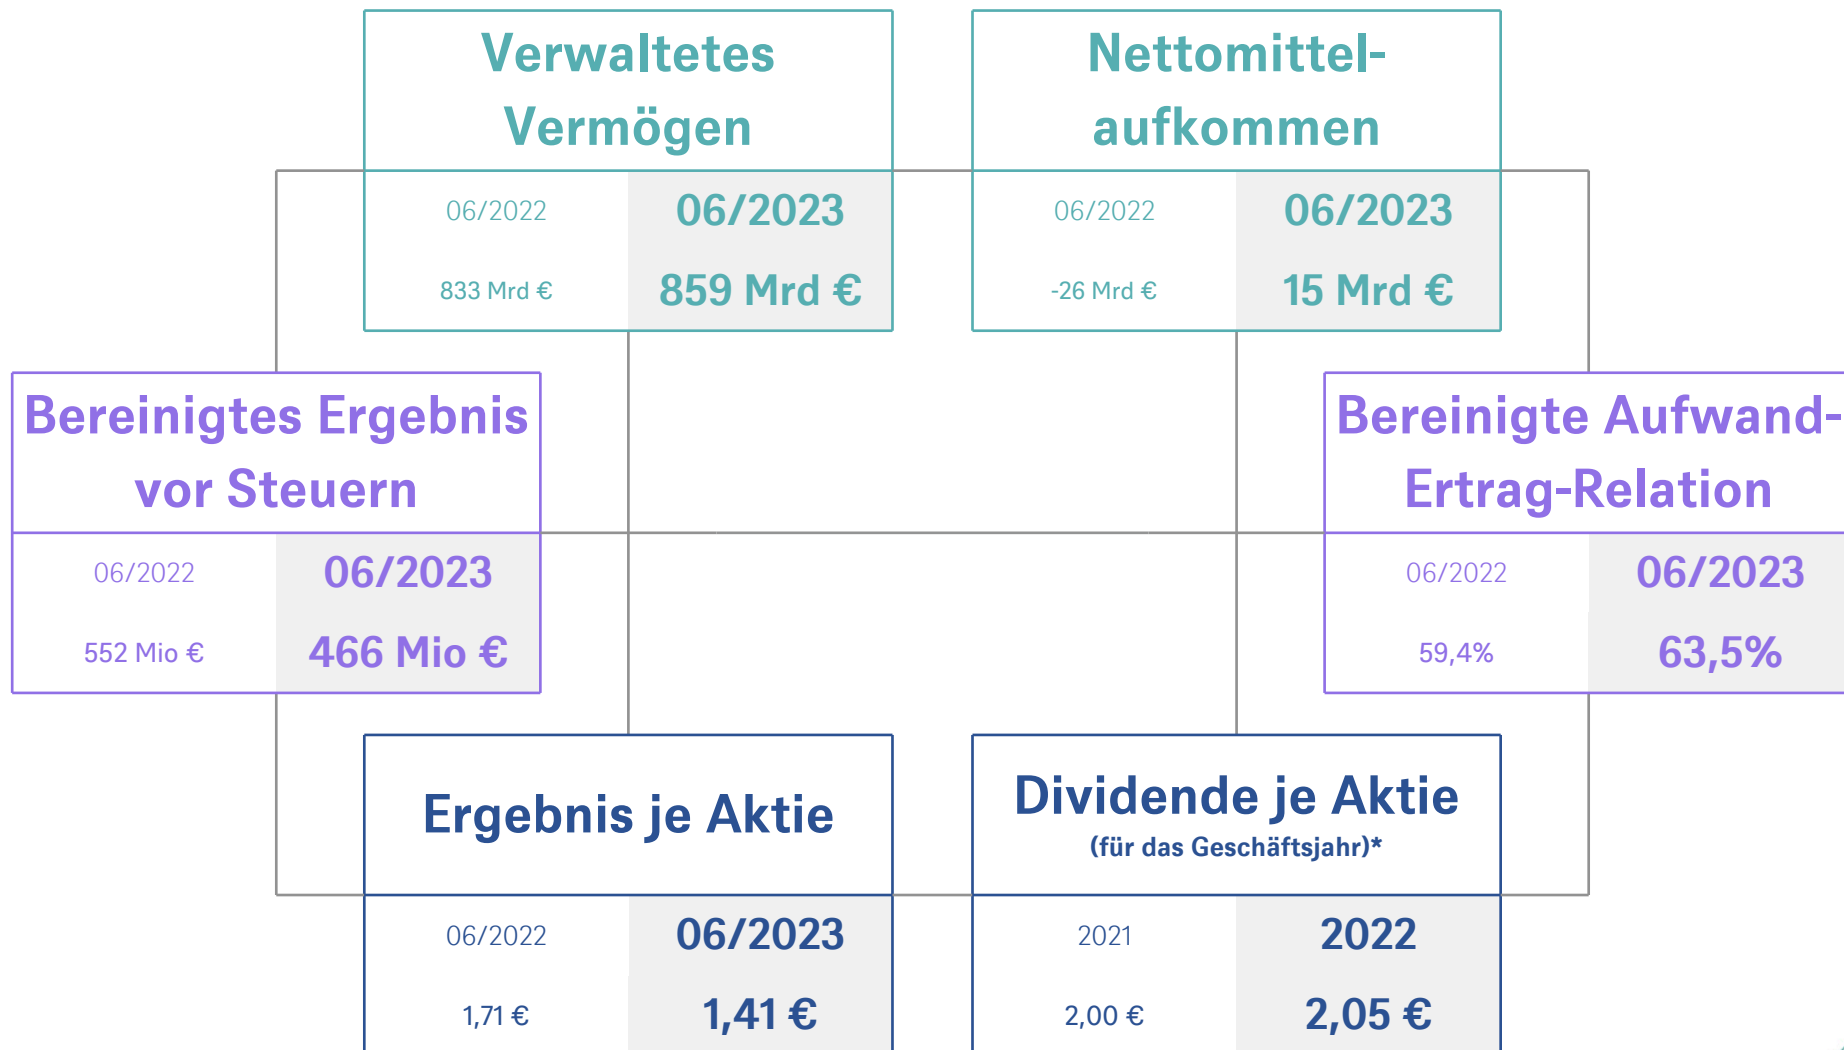 Verwaltetes
Vermögen
06/2022 06/2023
833 Mrd € 859 Mrd €
Nettomittel-
aufkommen
06/2022 06/2023
-26 Mrd € 15 Mrd €
Bereinigtes Ergebnis
vor Steuern
06/2022 06/2023
552 Mio € 466 Mio €
Bereinigte Aufwand-
Ertrag-Relation
06/2022 06/2023
59,4% 63,5%
Ergebnis je Aktie
06/2022 06/2023
1,71 € 1,41 €
Dividende je Aktie
(für das Geschäftsjahr)*
2021 2022
2,00 € 2,05 €